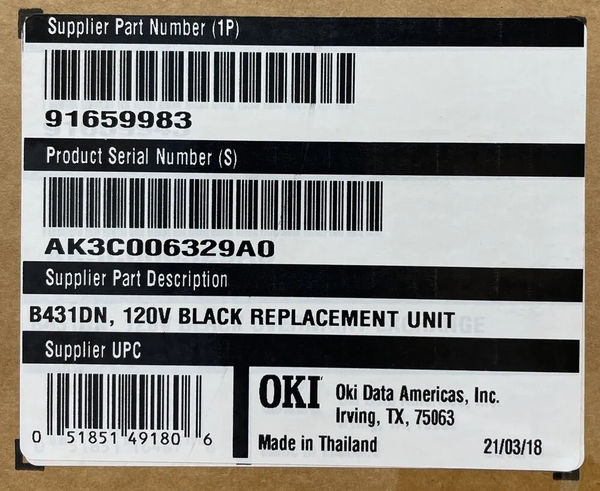 Supplier Part Number (1P)
91659983
Product Serial Number (S)
AK3C006329A0
Supplier Part Description
B431DN, 120V BLACK REPLACEMENT UNIT
Supplier UPC
0 51851 49180 6
OKI Oki Data Americas, Inc.
Irving, TX, 75063
Made in Thailand 21/03/18